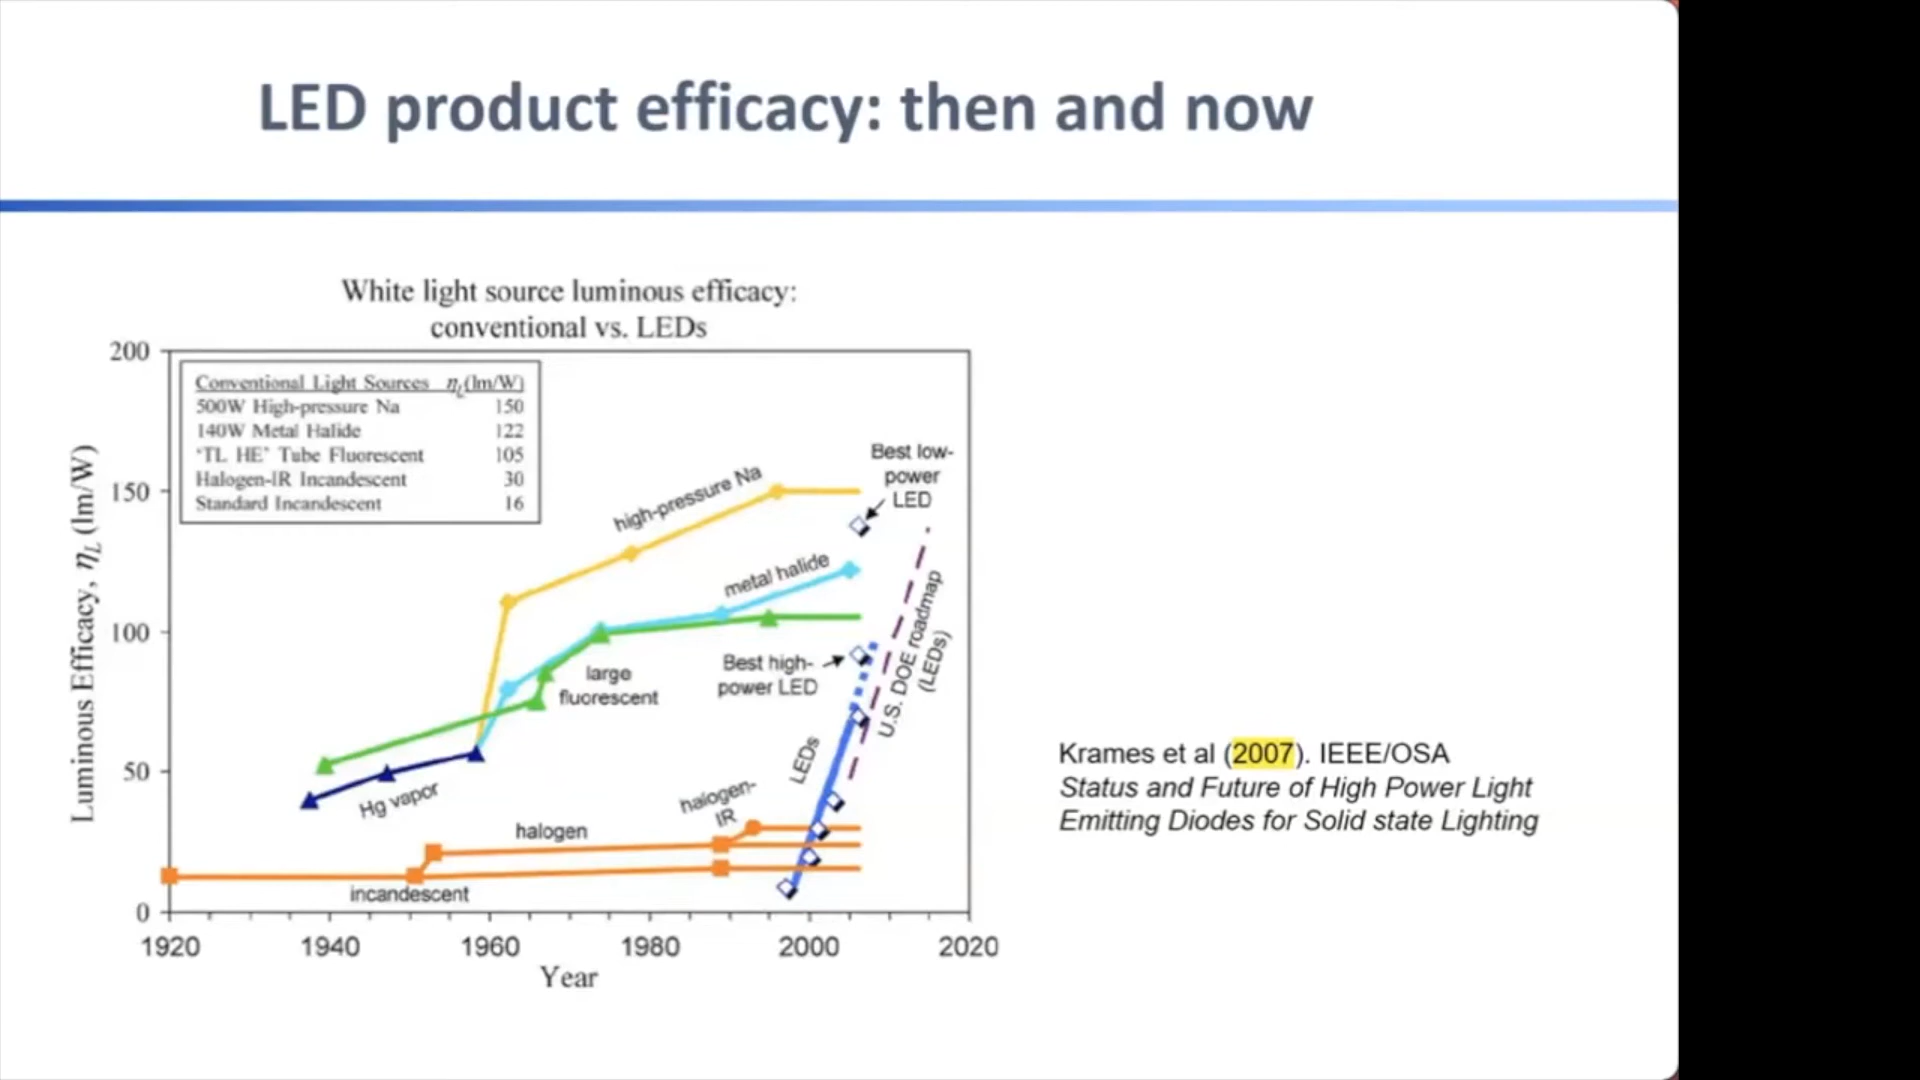 LED product efficacy: then and now
White light source luminous efficacy:
conventional vs. LEDs
Conventional Light Sources ηL(lm/W)
500W High-pressure Na 150
140W Metal Halide 122
'TL HE' Tube Fluorescent 105
Halogen-IR Incandescent 30
Standard Incandescent 16
Luminous Efficacy, ηL (lm/W)
200
150
100
50
0
high-pressure Na
metal halide
large
fluorescent
Hg vapor
halogen
halogen-
IR
incandescent
LEDs
Best low-
power
LED
Best high-
power LED
U.S. DOE roadmap
(LEDs)
1920 1940 1960 1980 2000 2020
Year
Krames et al (2007). IEEE/OSA
Status and Future of High Power Light
Emitting Diodes for Solid state Lighting